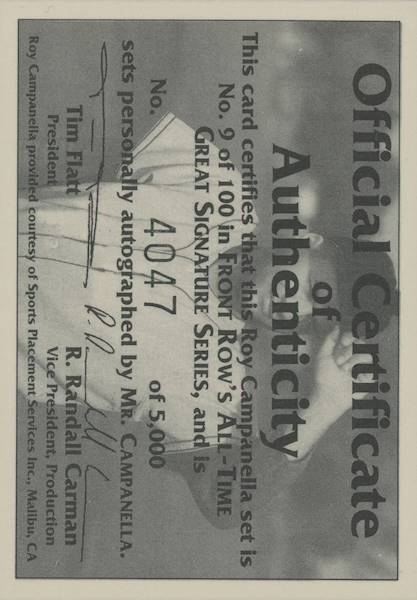 Official Certificate
of
Authenticity
This card certifies that this Roy Campanella set is
No. 9 of 100 in FRONT ROW'S ALL-TIME
GREAT SIGNATURE SERIES, and is
No. 4047 of 5,000
sets personally autographed by MR. CAMPANELLA.
Tim Flatt R. Randall Carman
President Vice President, Production
Roy Campanella provided courtesy of Sports Placement Services Inc., Malibu, CA